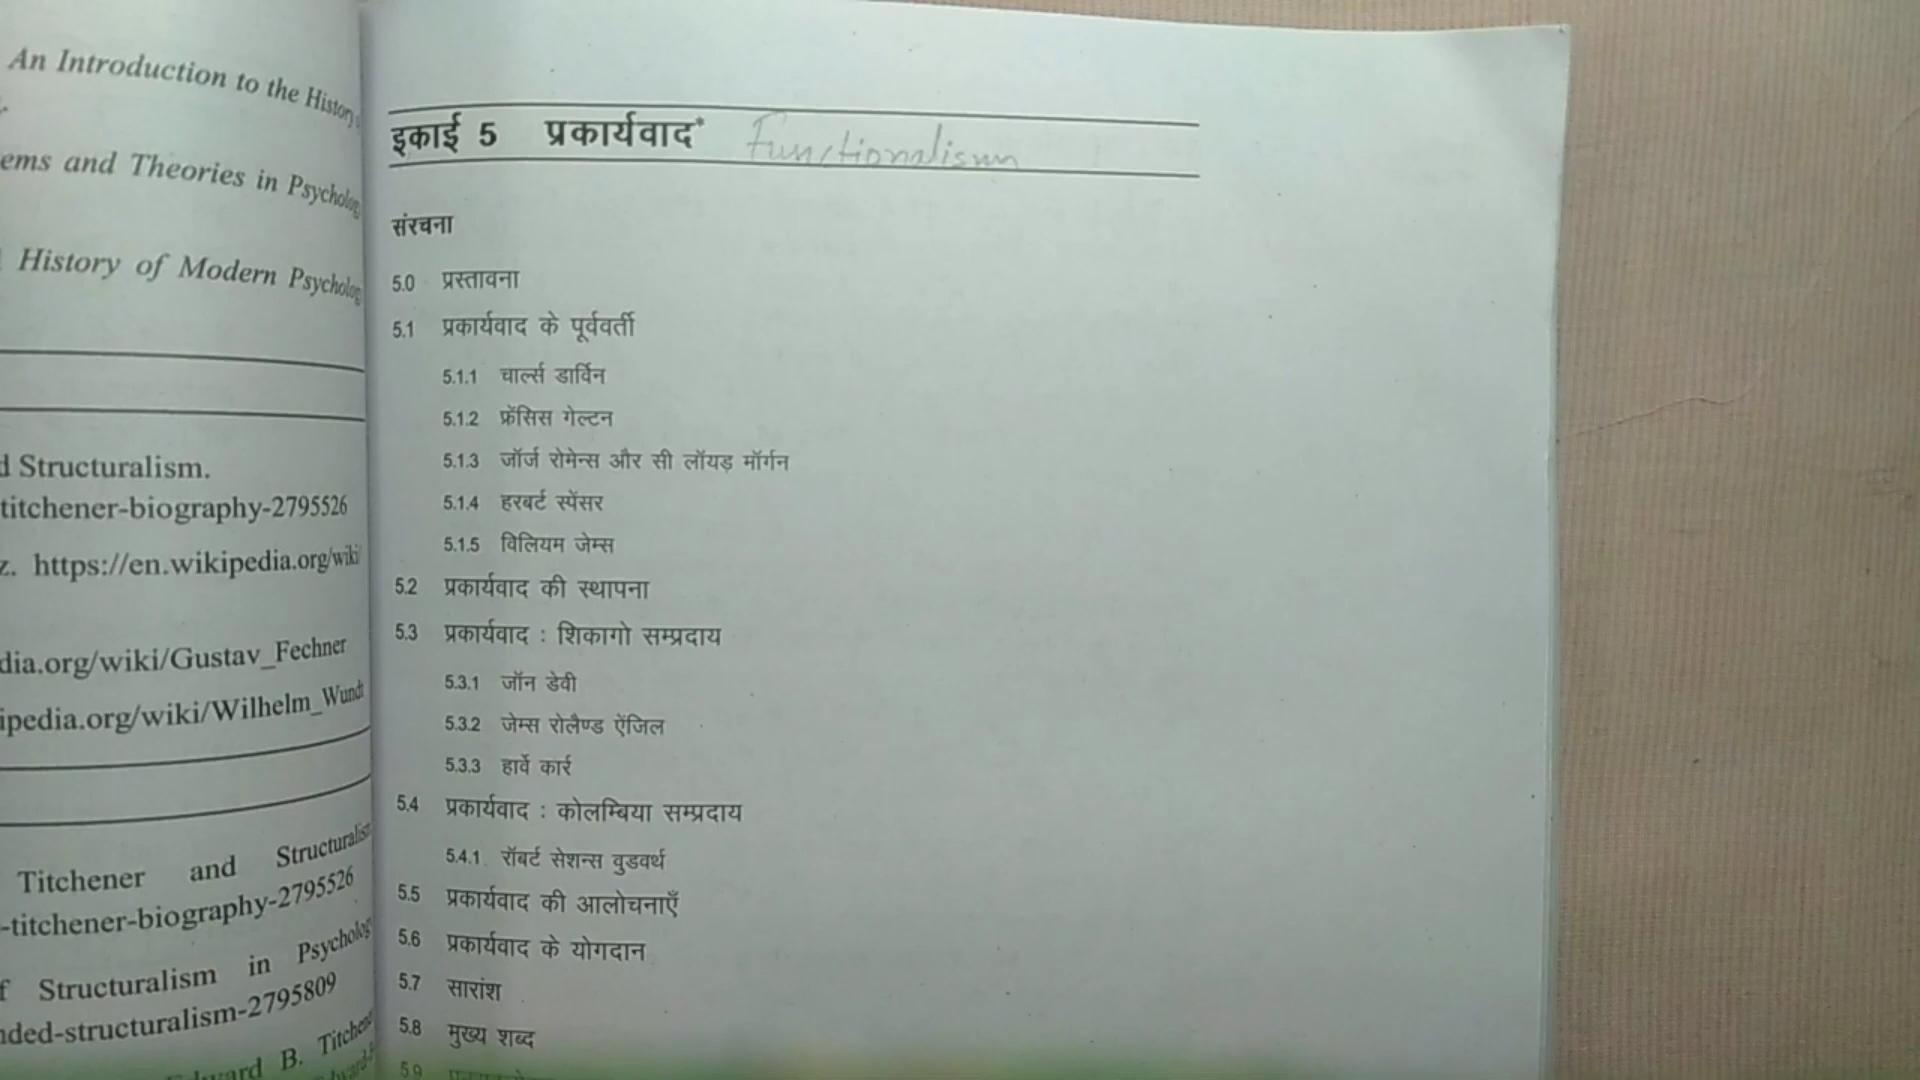 An Introduction to the History
ems and Theories in Psycholog
History of Modern Psycholog
d Structuralism.
titchener-biography-2795526
z. https://en.wikipedia.org/wiki/
dia.org/wiki/Gustav_Fechner
ipedia.org/wiki/Wilhelm_Wundt
Titchener and Structuralism
-titchener-biography-2795526
f Structuralism in Psycholog
nded-structuralism-2795809
Edward B. Titchene
इकाई 5 प्रकार्यवाद* Functionalism
संरचना
5.0 प्रस्तावना
5.1 प्रकार्यवाद के पूर्ववर्ती
5.1.1 चार्ल्स डार्विन
5.1.2 फ्रेंसिस गेल्टन
5.1.3 जॉर्ज रोमेन्स और सी लॉयड़ मॉर्गन
5.1.4 हरबर्ट स्पेंसर
5.1.5 विलियम जेम्स
5.2 प्रकार्यवाद की स्थापना
5.3 प्रकार्यवाद : शिकागो सम्प्रदाय
5.3.1 जॉन डेवी
5.3.2 जेम्स रोलैण्ड ऐंजिल
5.3.3 हार्वे कार्र
5.4 प्रकार्यवाद : कोलम्बिया सम्प्रदाय
5.4.1. रॉबर्ट सेशन्स वुडवर्थ
5.5 प्रकार्यवाद की आलोचनाएँ
5.6 प्रकार्यवाद के योगदान
5.7 सारांश
5.8 मुख्य शब्द
5.9